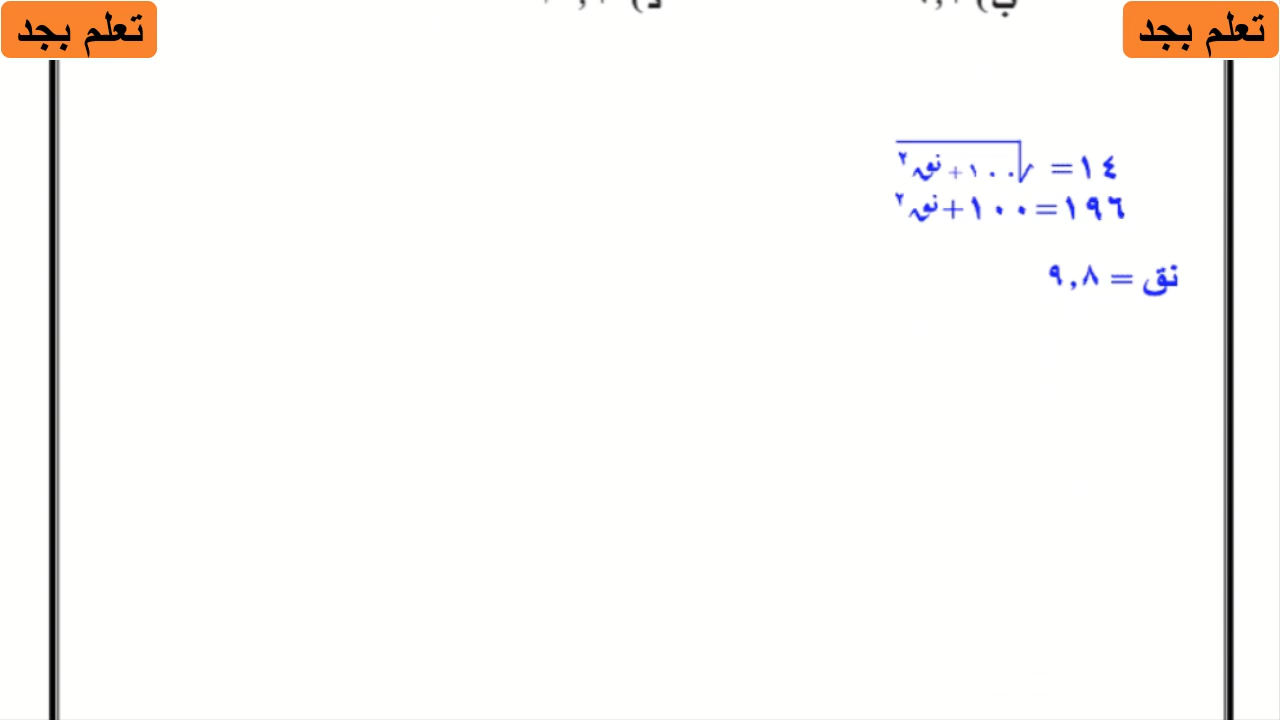 تعلم بجد
تعلم بجد
١٤ = √١٠٠ + نق٢
١٩٦=١٠٠+نق٢
نق = ٩,٨